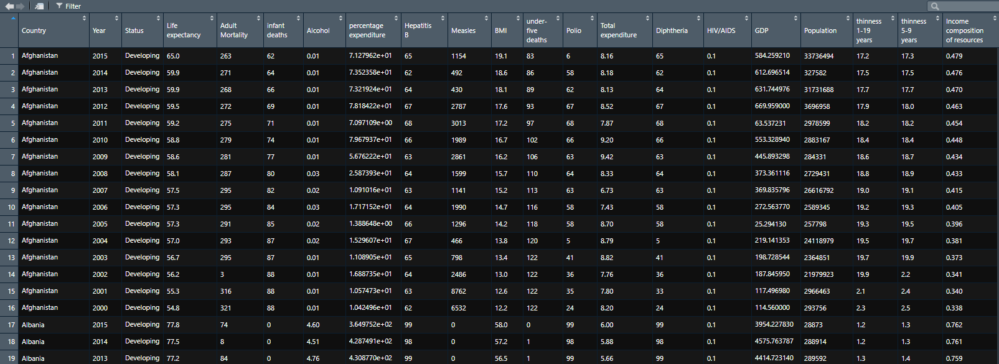 Filter
Country Year Status Life expectancy Adult Mortality infant deaths Alcohol percentage expenditure Hepatitis B Measles BMI under-five deaths Polio Total expenditure Diphtheria HIV/AIDS GDP Population thinness 1-19 years thinness 5-9 years Income composition of resources
1 Afghanistan 2015 Developing 65.0 263 62 0.01 7.127962e+01 65 1154 19.1 83 6 8.16 65 0.1 584.259210 33736494 17.2 17.3 0.479
2 Afghanistan 2014 Developing 59.9 271 64 0.01 7.352358e+01 62 492 18.6 86 58 8.18 62 0.1 612.696514 327582 17.5 17.5 0.476
3 Afghanistan 2013 Developing 59.9 268 66 0.01 7.321924e+01 64 430 18.1 89 62 8.13 64 0.1 631.744976 31731688 17.7 17.7 0.470
4 Afghanistan 2012 Developing 59.5 272 69 0.01 7.818422e+01 67 2787 17.6 93 67 8.52 67 0.1 669.959000 3696958 17.9 18.0 0.463
5 Afghanistan 2011 Developing 59.2 275 71 0.01 7.097109e+00 68 3013 17.2 97 68 7.87 68 0.1 63.537231 2978599 18.2 18.2 0.454
6 Afghanistan 2010 Developing 58.8 279 74 0.01 7.967937e+01 66 1989 16.7 102 66 9.20 66 0.1 553.328940 2883167 18.4 18.4 0.448
7 Afghanistan 2009 Developing 58.6 281 77 0.01 5.676222e+01 63 2861 16.2 106 63 9.42 63 0.1 445.893298 284331 18.6 18.7 0.434
8 Afghanistan 2008 Developing 58.1 287 80 0.03 2.587393e+01 64 1599 15.7 110 64 8.33 64 0.1 373.361116 2729431 18.8 18.9 0.433
9 Afghanistan 2007 Developing 57.5 295 82 0.02 1.091016e+01 63 1141 15.2 113 63 6.73 63 0.1 369.835796 26616792 19.0 19.1 0.415
10 Afghanistan 2006 Developing 57.3 295 84 0.03 1.717152e+01 64 1990 14.7 116 58 7.43 58 0.1 272.563770 2589345 19.2 19.3 0.405
11 Afghanistan 2005 Developing 57.3 291 85 0.02 1.388648e+00 66 1296 14.2 118 58 8.70 58 0.1 25.294130 257798 19.3 19.5 0.396
12 Afghanistan 2004 Developing 57.0 293 87 0.02 1.529607e+01 67 466 13.8 120 5 8.79 5 0.1 219.141353 24118979 19.5 19.7 0.381
13 Afghanistan 2003 Developing 56.7 295 87 0.01 1.108905e+01 65 798 13.4 122 41 8.82 41 0.1 198.728544 2364851 19.7 19.9 0.373
14 Afghanistan 2002 Developing 56.2 3 88 0.01 1.688735e+01 64 2486 13.0 122 36 7.76 36 0.1 187.845950 21979923 19.9 2.2 0.341
15 Afghanistan 2001 Developing 55.3 316 88 0.01 1.057473e+01 63 8762 12.6 122 35 7.80 33 0.1 117.496980 2966463 2.1 2.4 0.340
16 Afghanistan 2000 Developing 54.8 321 88 0.01 1.042496e+01 62 6532 12.2 122 24 8.20 24 0.1 114.560000 293756 2.3 2.5 0.338
17 Albania 2015 Developing 77.8 74 0 4.60 3.649752e+02 99 0 58.0 0 99 6.00 99 0.1 3954.227830 28873 1.2 1.3 0.762
18 Albania 2014 Developing 77.5 8 0 4.51 4.287491e+02 98 0 57.2 1 98 5.88 98 0.1 4575.763787 288914 1.2 1.3 0.761
19 Albania 2013 Developing 77.2 84 0 4.76 4.308770e+02 99 0 56.5 1 99 5.66 99 0.1 4414.723140 289592 1.3 1.4 0.759